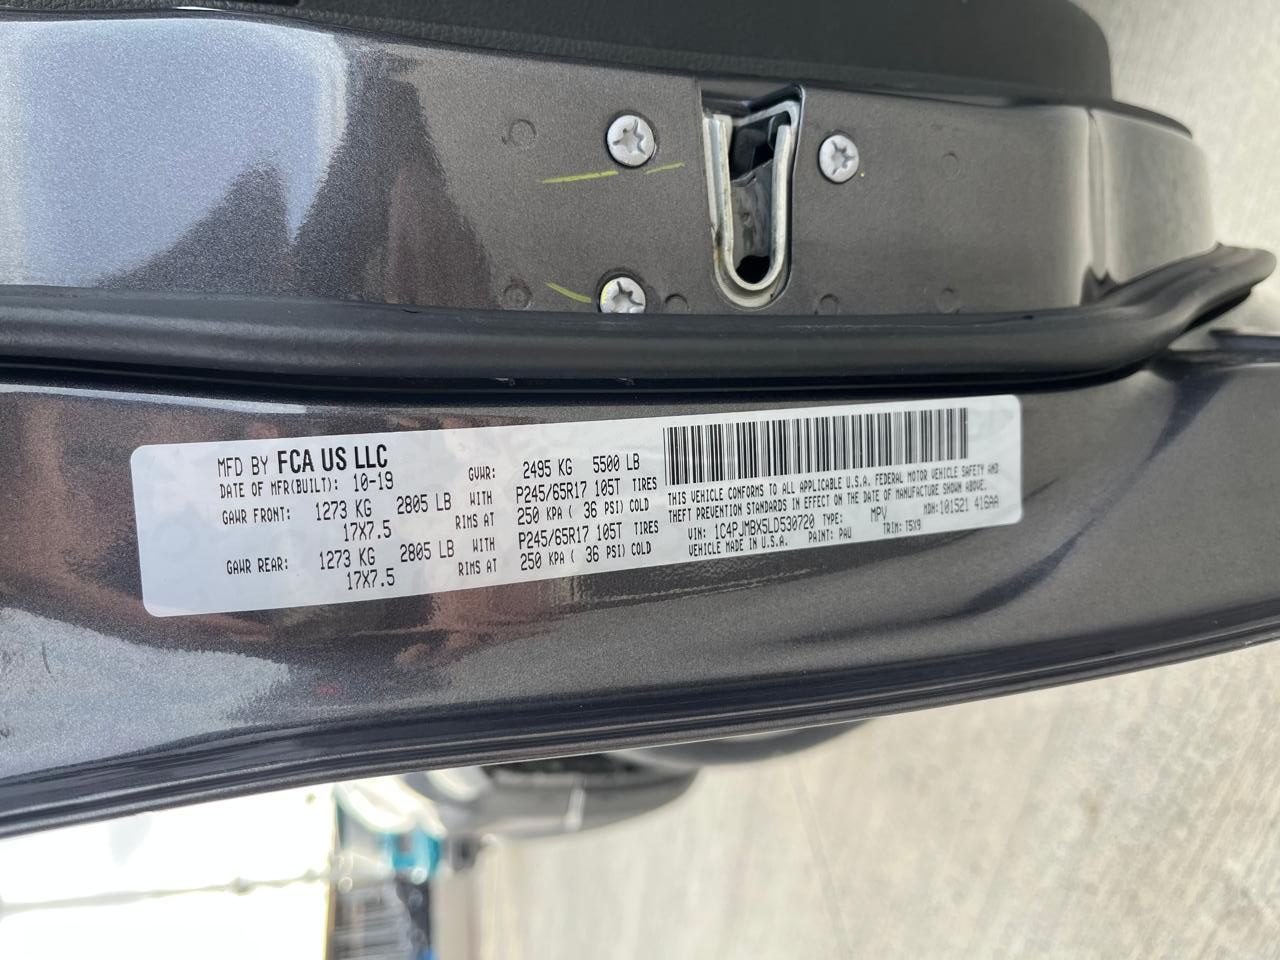 MFD BY FCA US LLC
DATE OF MFR(BUILT): 10-19
GVWR: 2495 KG 5500 LB
GAWR FRONT: 1273 KG 2805 LB WITH P245/65R17 105T TIRES
17X7.5 RIMS AT 250 KPA ( 36 PSI) COLD
GAWR REAR: 1273 KG 2805 LB WITH P245/65R17 105T TIRES
17X7.5 RIMS AT 250 KPA ( 36 PSI) COLD
THIS VEHICLE CONFORMS TO ALL APPLICABLE U.S.A. FEDERAL MOTOR VEHICLE SAFETY AND
THEFT PREVENTION STANDARDS IN EFFECT ON THE DATE OF MANUFACTURE SHOWN ABOVE.
VIN: 1C4PJMBX5LD530720 TYPE: MPV MDH:101521 416AA
VEHICLE MADE IN U.S.A. PAINT: PAU TRIM: T5X9